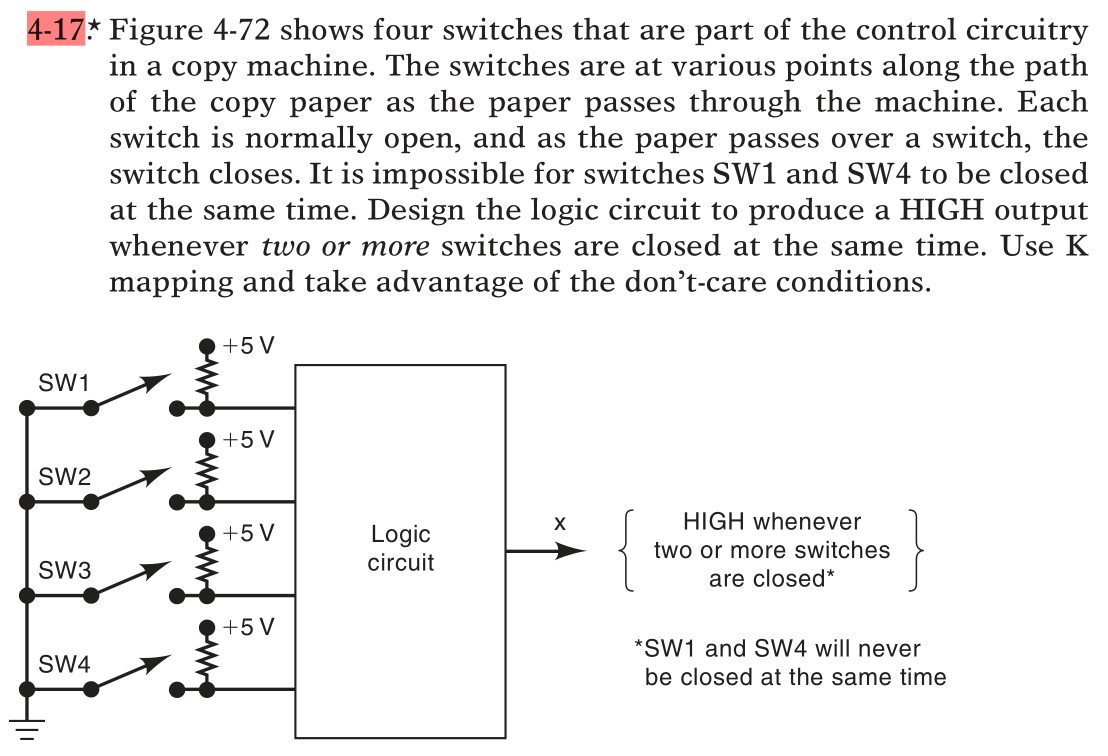 4-17.* Figure 4-72 shows four switches that are part of the control circuitry
in a copy machine. The switches are at various points along the path
of the copy paper as the paper passes through the machine. Each
switch is normally open, and as the paper passes over a switch, the
switch closes. It is impossible for switches SW1 and SW4 to be closed
at the same time. Design the logic circuit to produce a HIGH output
whenever two or more switches are closed at the same time. Use K
mapping and take advantage of the don't-care conditions.
+5 V
SW1
+5 V
SW2
+5 V
SW3
+5 V
SW4
Logic
circuit
x
HIGH whenever
two or more switches
are closed*
*SW1 and SW4 will never
be closed at the same time